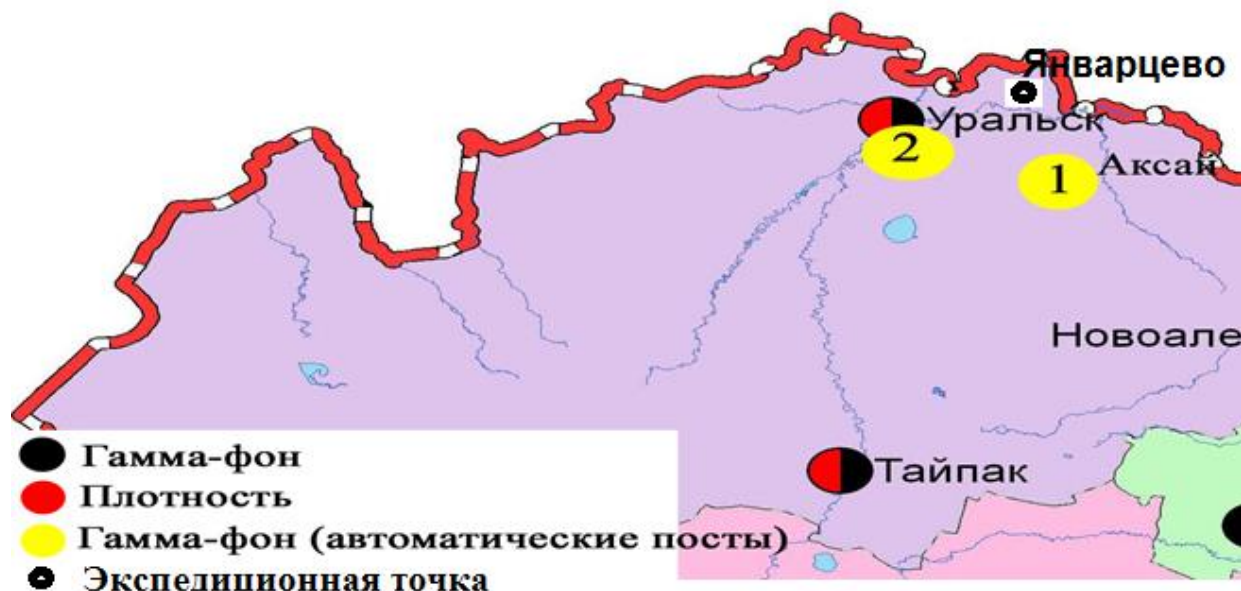 Январцево
Уральск
2
Аксай
1
Новоале
Тайпак
Гамма-фон
Плотность
Гамма-фон (автоматические посты)
Экспедиционная точка